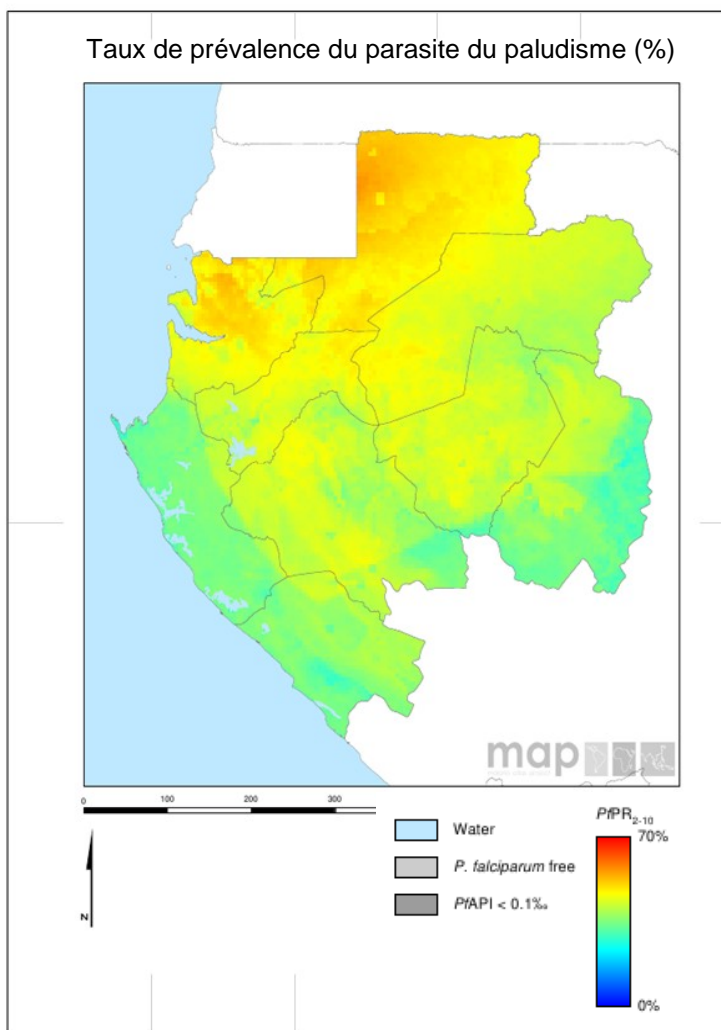 Taux de prévalence du parasite du paludisme (%)
map
0 100 200 300
Water
P. falciparum free
PfAPI < 0.1‰
PfPR2-10
70%
0%
N